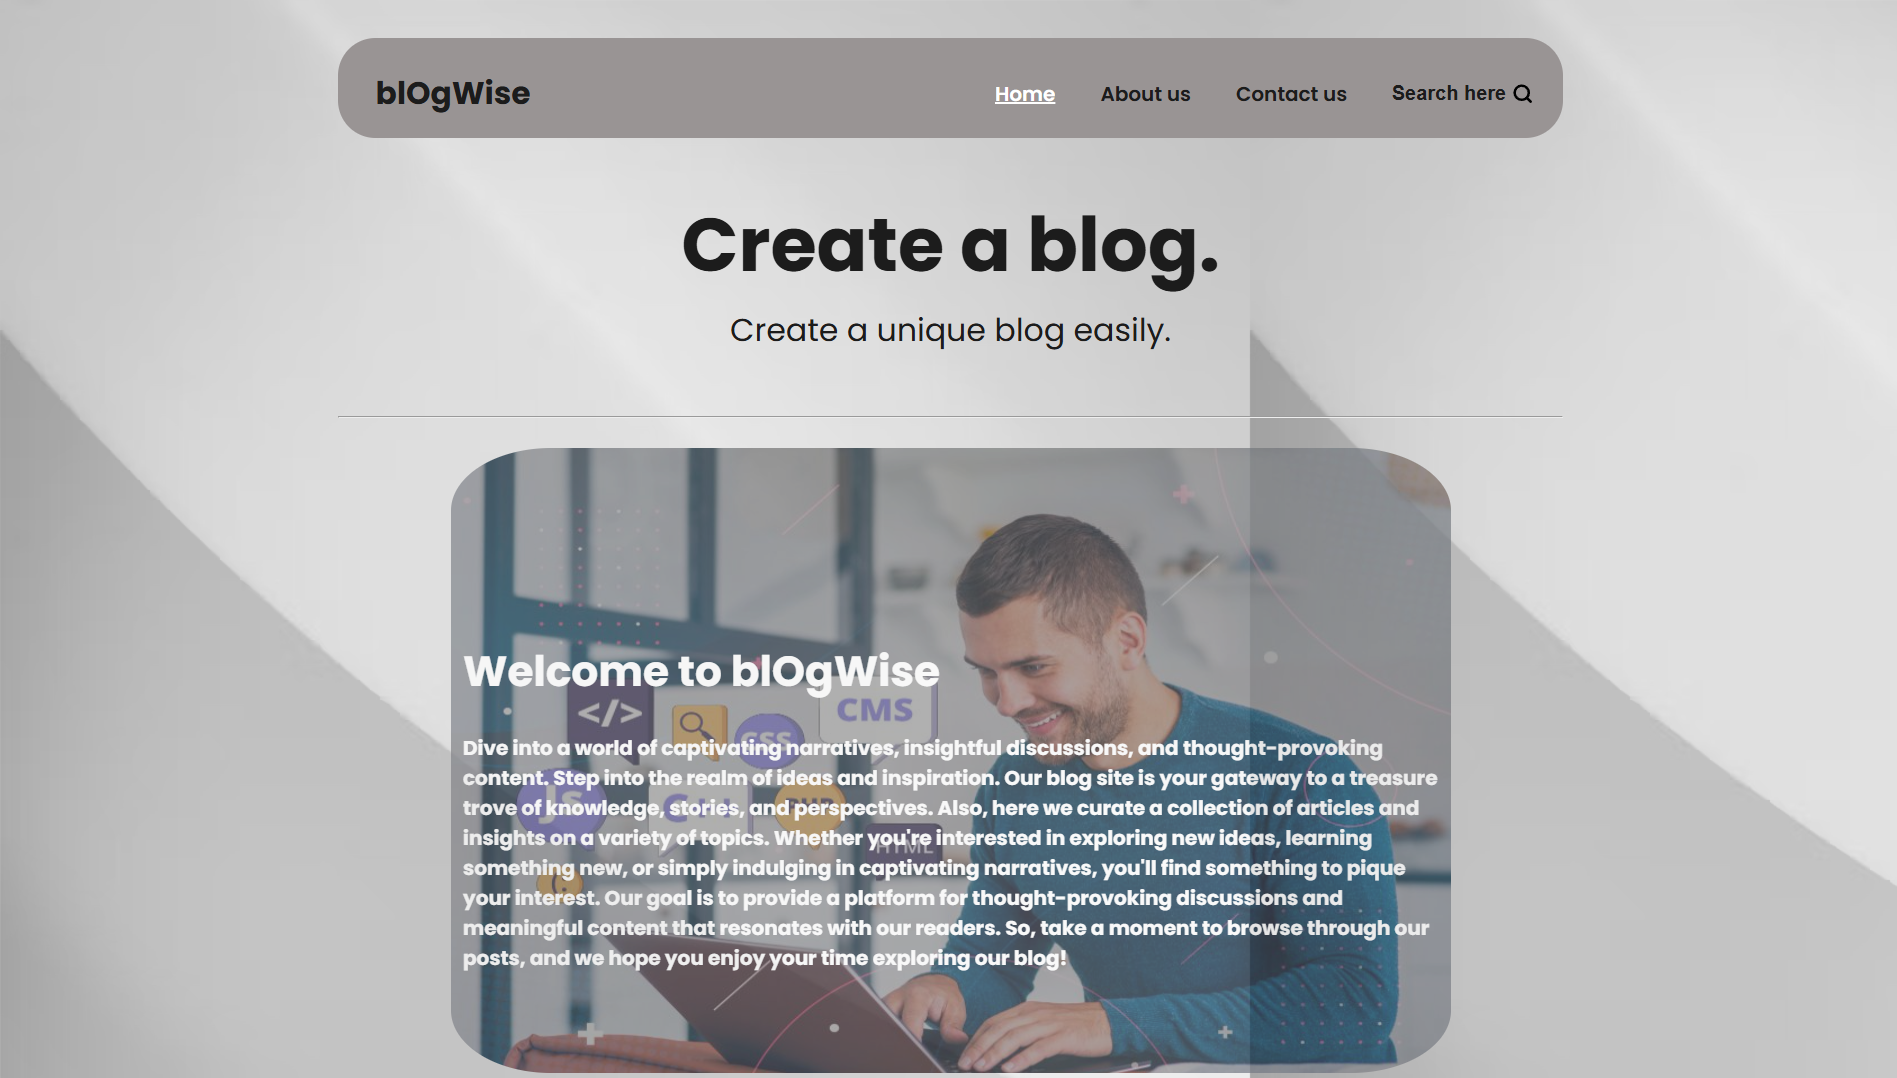 blOgWise
Home
About us
Contact us
Search here
Create a blog.
Create a unique blog easily.
Welcome to blOgWise
</>
CMS
CSS
Dive into a world of captivating narratives, insightful discussions, and thought-provoking
content. Step into the realm of ideas and inspiration. Our blog site is your gateway to a treasure
trove of knowledge, stories, and perspectives. Also, here we curate a collection of articles and
insights on a variety of topics. Whether you're interested in exploring new ideas, learning
something new, or simply indulging in captivating narratives, you'll find something to pique
your interest. Our goal is to provide a platform for thought-provoking discussions and
meaningful content that resonates with our readers. So, take a moment to browse through our
posts, and we hope you enjoy your time exploring our blog!
JS
C++
PHP
HTML